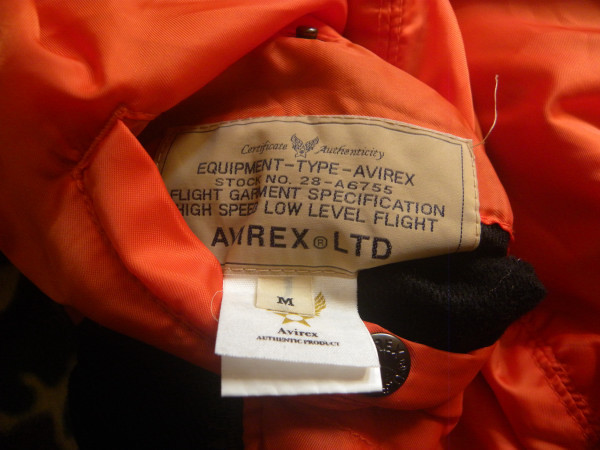 Certificate Authenticity
EQUIPMENT-TYPE-AVIREX
STOCK NO. 28-A6755
FLIGHT GARMENT SPECIFICATION
HIGH SPEED LOW LEVEL FLIGHT
AVIREX® LTD
M
Avirex
AUTHENTIC PRODUCT